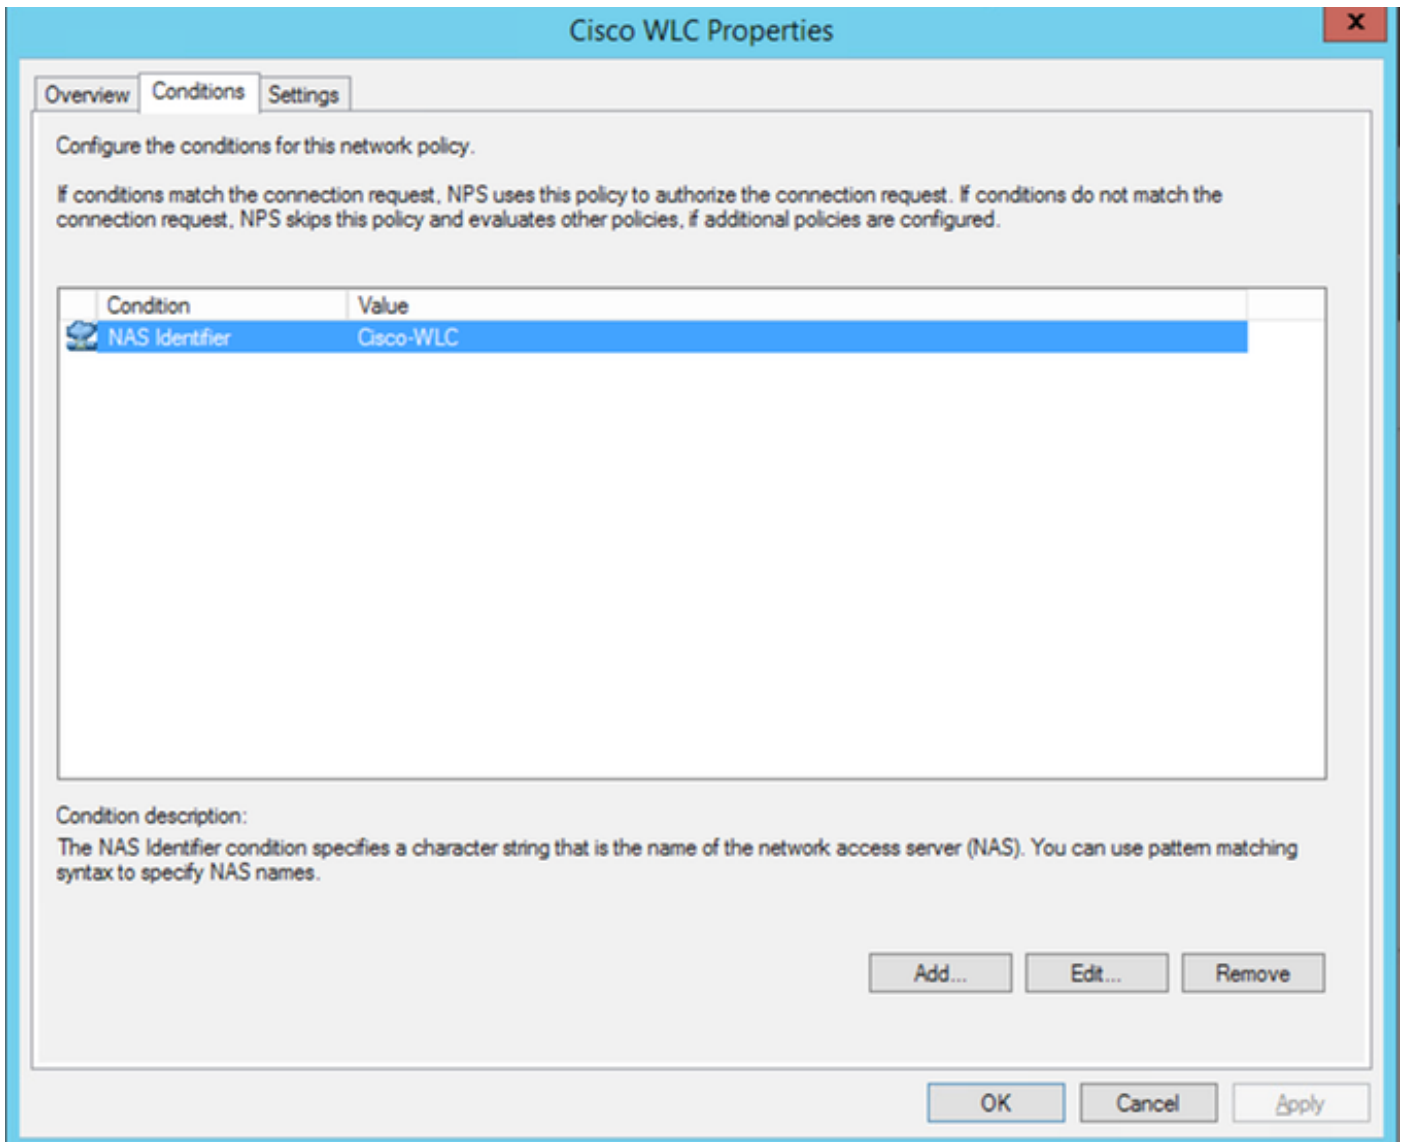 Cisco WLC Properties
x
Overview Conditions Settings
Configure the conditions for this network policy.
If conditions match the connection request, NPS uses this policy to authorize the connection request. If conditions do not match the
connection request, NPS skips this policy and evaluates other policies, if additional policies are configured.
Condition Value
NAS Identifier Cisco-WLC
Condition description:
The NAS Identifier condition specifies a character string that is the name of the network access server (NAS). You can use pattern matching
syntax to specify NAS names.
Add... Edit... Remove
OK Cancel Apply